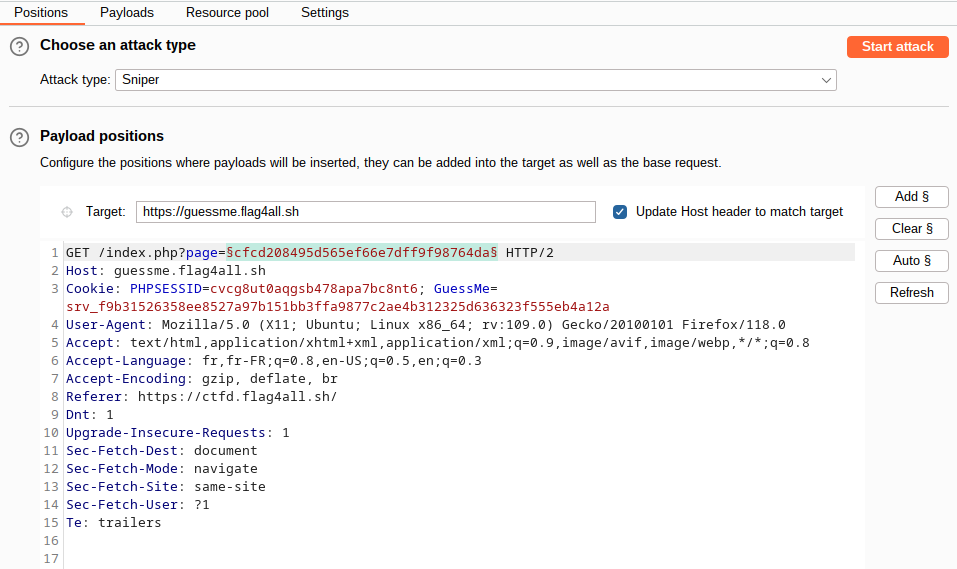 Positions Payloads Resource pool Settings
? Choose an attack type Start attack
Attack type: Sniper
? Payload positions
Configure the positions where payloads will be inserted, they can be added into the target as well as the base request.
Target: https://guessme.flag4all.sh Update Host header to match target
Add §
Clear §
Auto §
Refresh
1 GET /index.php?page=§cfcd208495d565ef66e7dff9f98764da§ HTTP/2
2 Host: guessme.flag4all.sh
3 Cookie: PHPSESSID=cvcg8ut0aqgsb478apa7bc8nt6; GuessMe=
srv_f9b31526358ee8527a97b151bb3ffa9877c2ae4b312325d636323f555eb4a12a
4 User-Agent: Mozilla/5.0 (X11; Ubuntu; Linux x86_64; rv:109.0) Gecko/20100101 Firefox/118.0
5 Accept: text/html,application/xhtml+xml,application/xml;q=0.9,image/avif,image/webp,*/*;q=0.8
6 Accept-Language: fr,fr-FR;q=0.8,en-US;q=0.5,en;q=0.3
7 Accept-Encoding: gzip, deflate, br
8 Referer: https://ctfd.flag4all.sh/
9 Dnt: 1
10 Upgrade-Insecure-Requests: 1
11 Sec-Fetch-Dest: document
12 Sec-Fetch-Mode: navigate
13 Sec-Fetch-Site: same-site
14 Sec-Fetch-User: ?1
15 Te: trailers
16
17